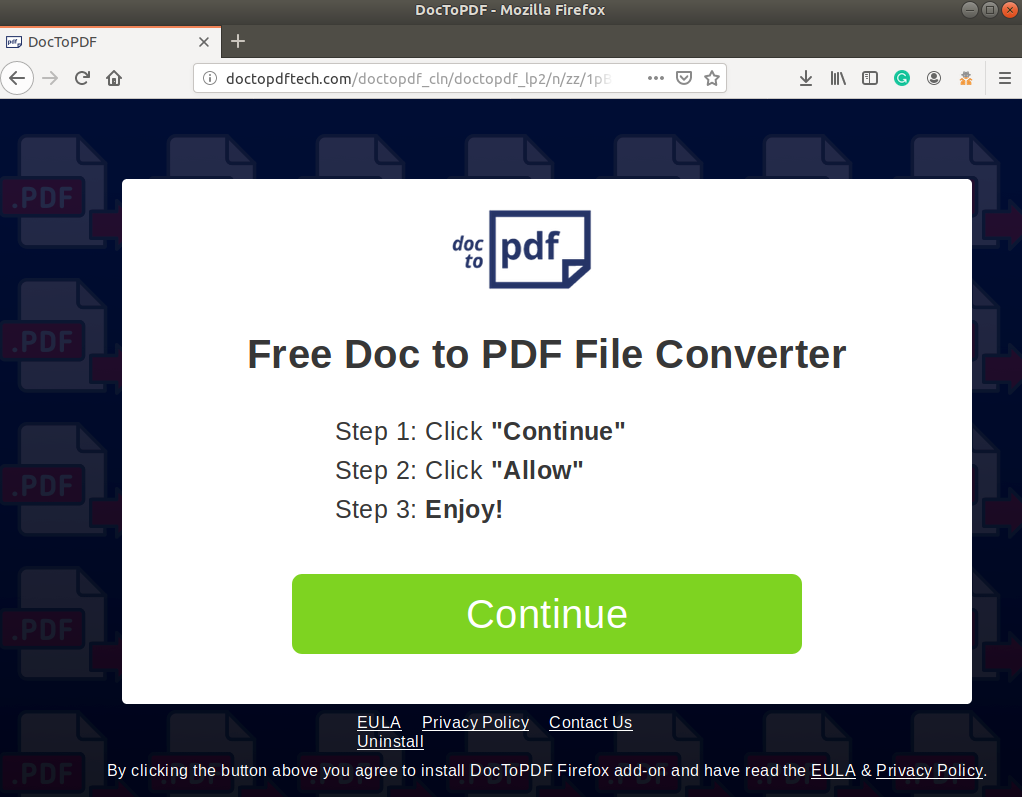 DocToPDF - Mozilla Firefox
DocToPDF
doctopdftech.com/doctopdf_cln/doctopdf_lp2/n/zz/1pB
.PDF
.PDF
.PDF
.PDF
.PDF
doc
to
pdf
Free Doc to PDF File Converter
Step 1: Click "Continue"
Step 2: Click "Allow"
Step 3: Enjoy!
Continue
EULA Privacy Policy Contact Us
Uninstall
By clicking the button above you agree to install DocToPDF Firefox add-on and have read the EULA & Privacy Policy.